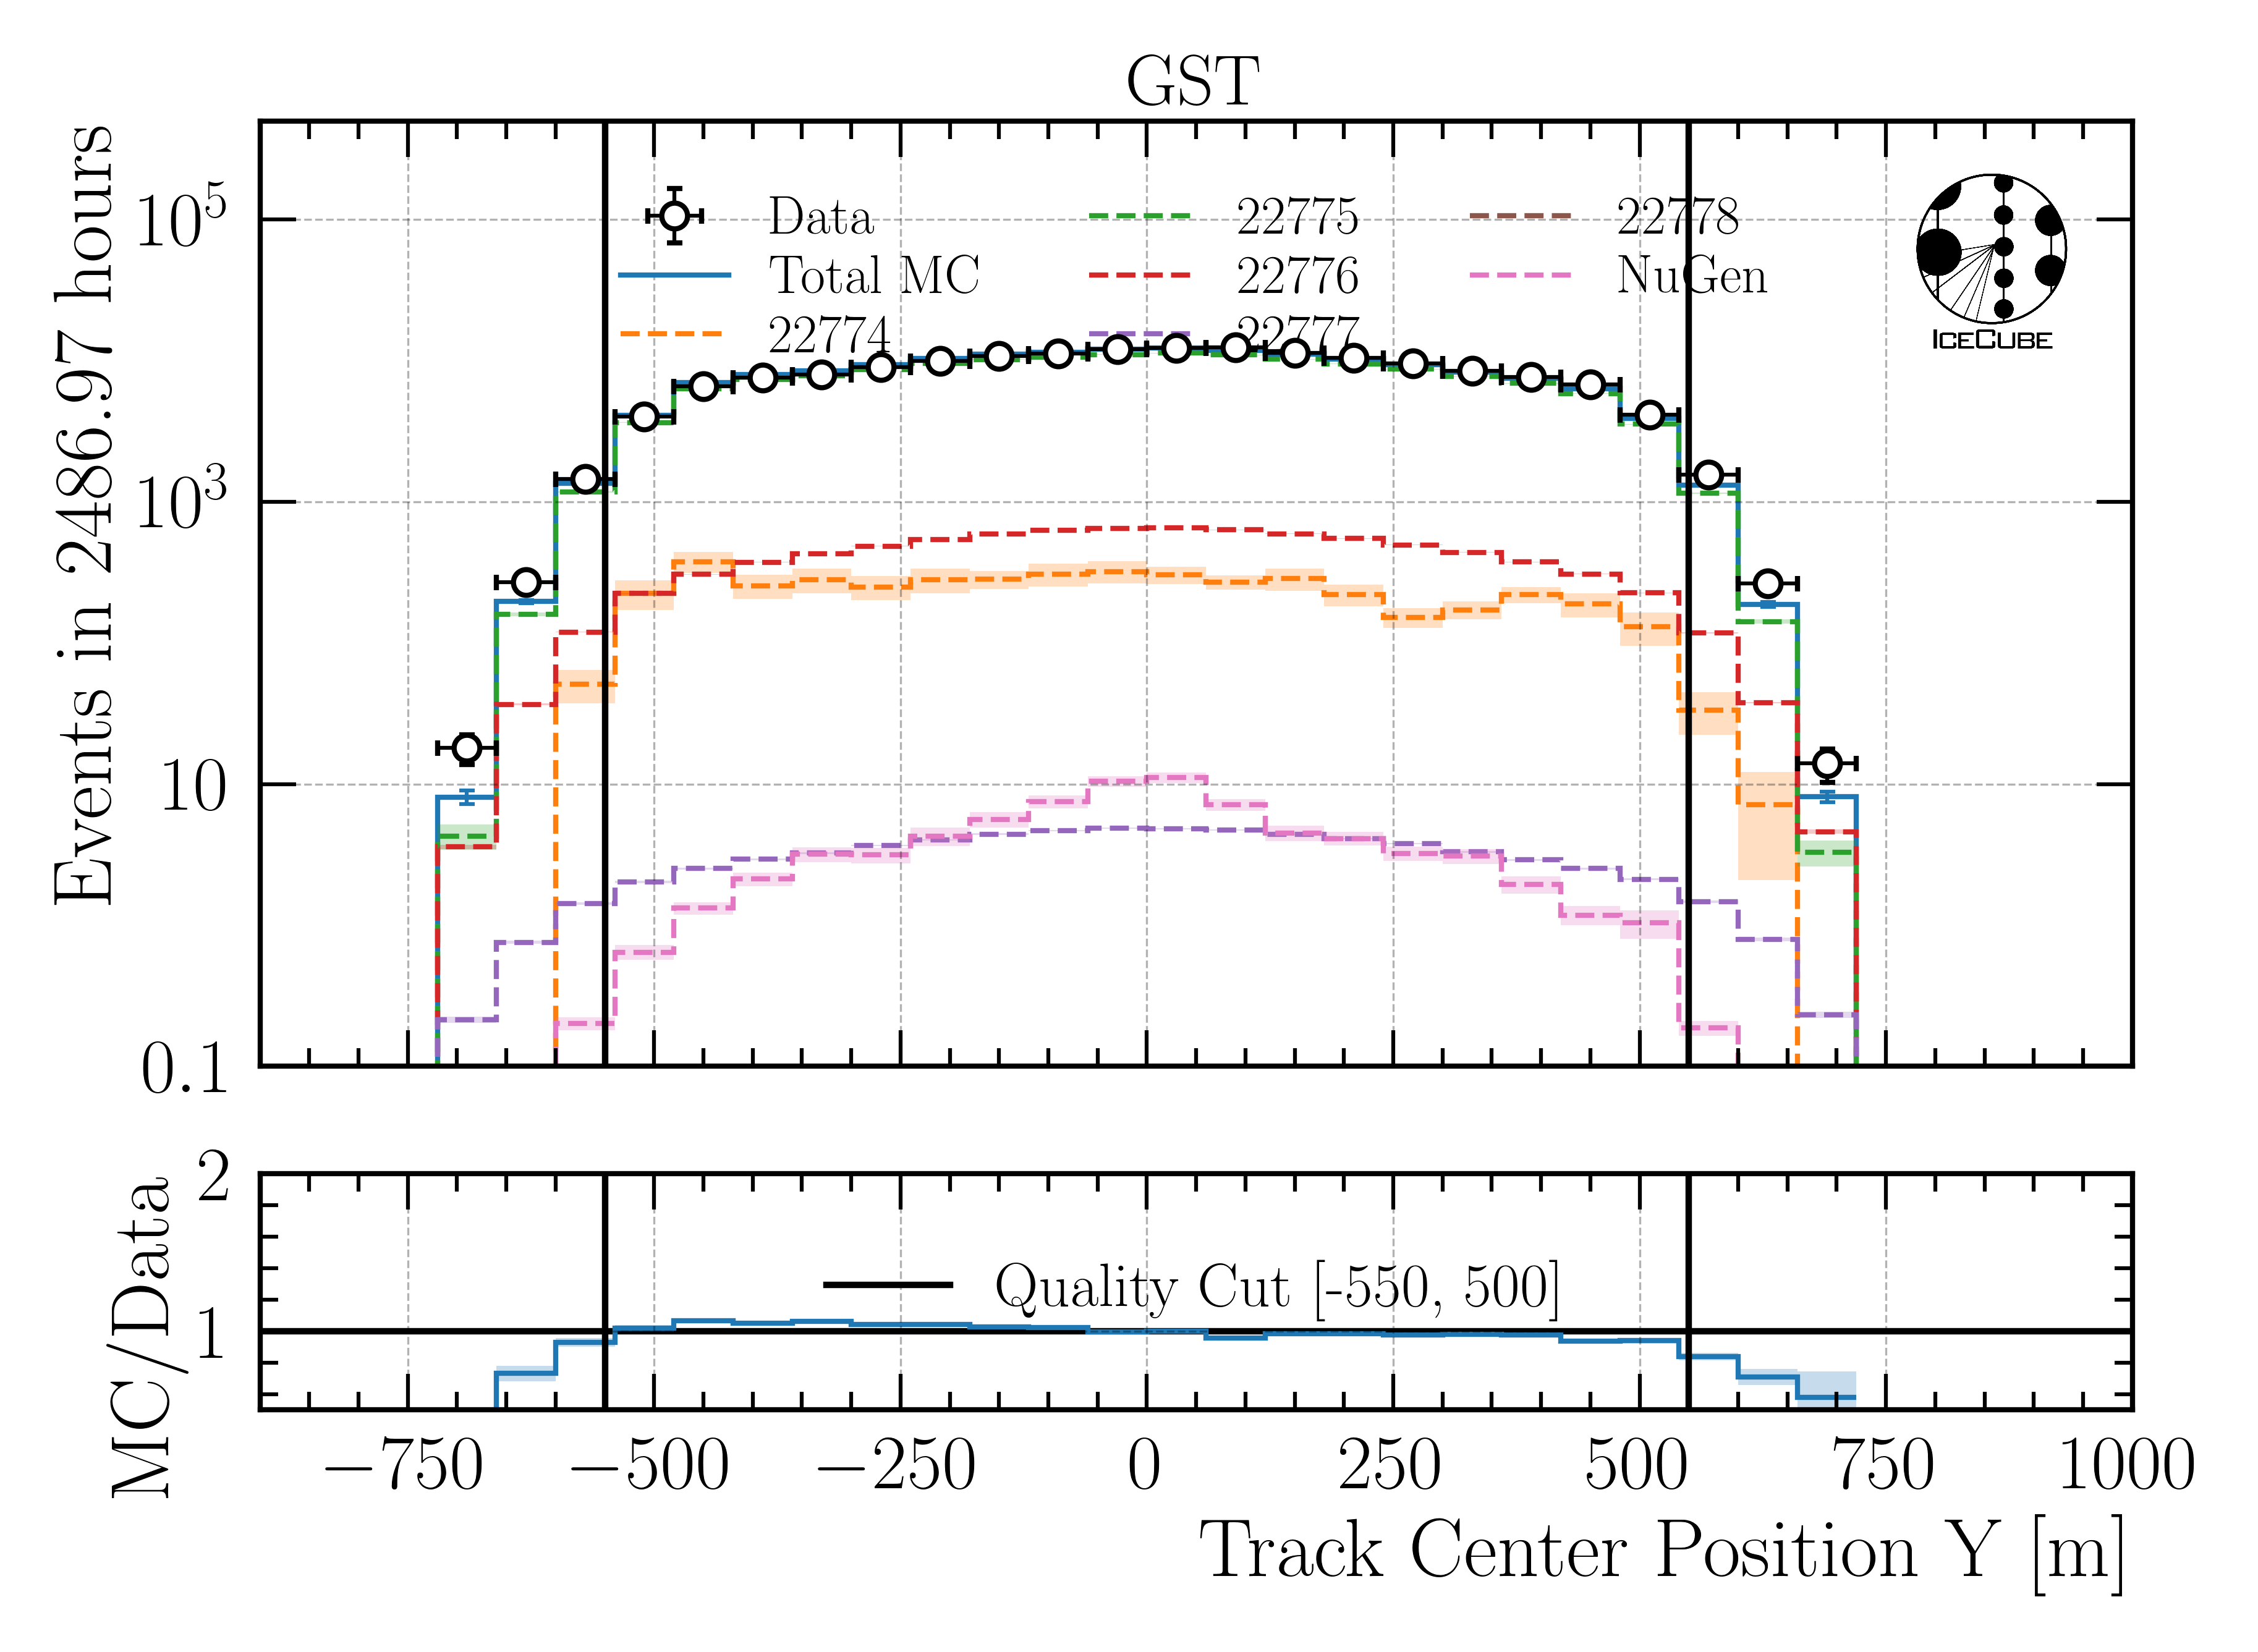 GST
Events in 2486.97 hours
10^5
10^3
10
0.1
Data
Total MC
22774
22775
22776
22777
22778
NuGen
ICECUBE
MC/Data
2
1
Quality Cut [-550, 500]
−750 −500 −250 0 250 500 750 1000
Track Center Position Y [m]